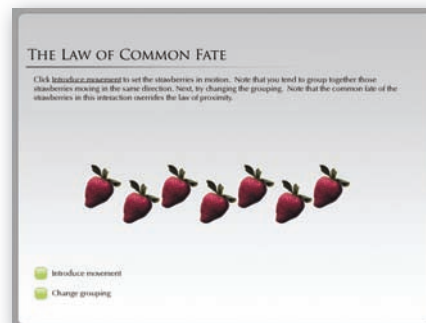 THE LAW OF COMMON FATE
Click Introduce movement to set the strawberries in motion. Note that you tend to group together those
strawberries moving in the same direction. Next, try changing the grouping. Note that the common fate of the
strawberries in this interaction overrides the law of proximity.
Introduce movement
Change grouping